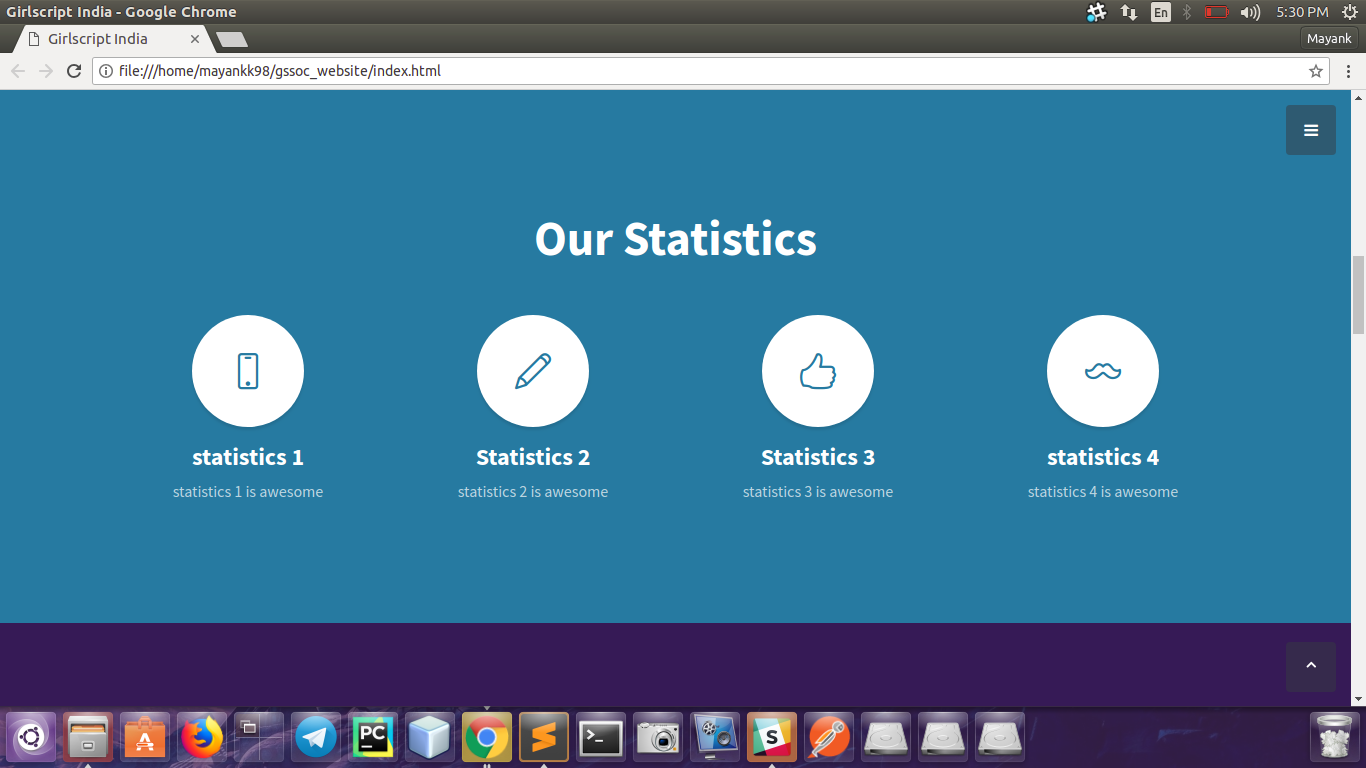 Girlscript India - Google Chrome
En
5:30 PM
Girlscript India
Mayank
file:///home/mayankk98/gssoc_website/index.html
Our Statistics
statistics 1
Statistics 2
Statistics 3
statistics 4
statistics 1 is awesome
statistics 2 is awesome
statistics 3 is awesome
statistics 4 is awesome
PC